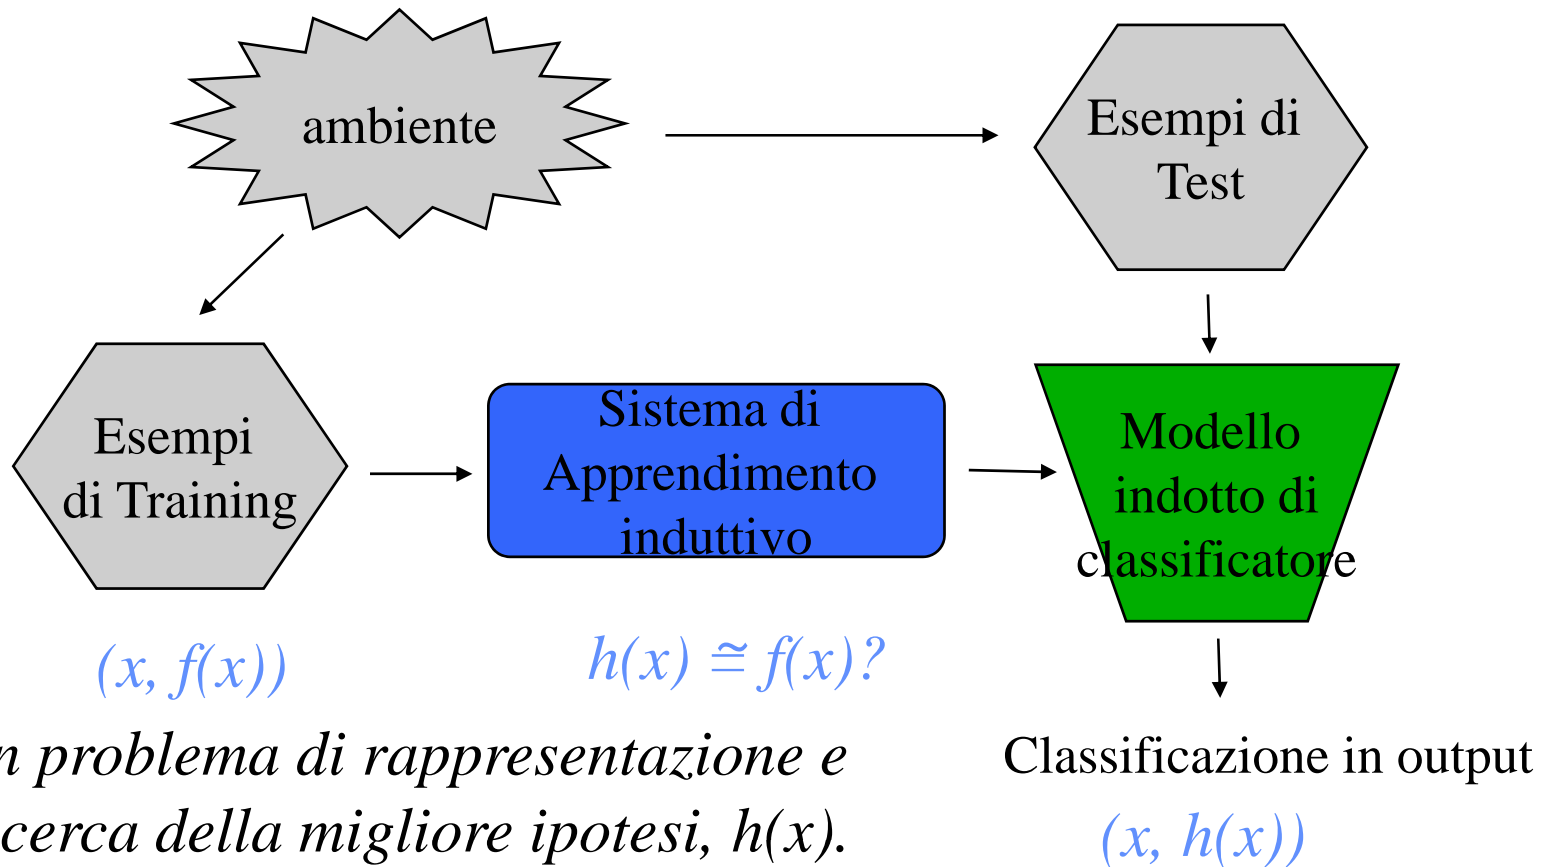 ambiente
Esempi di
Test
Esempi
di Training
Sistema di
Apprendimento
induttivo
Modello
indotto di
classificatore
(x, f(x))
h(x) ≅ f(x)?
problema di rappresentazione e
della migliore ipotesi, h(x).
Classificazione in output
(x, h(x))